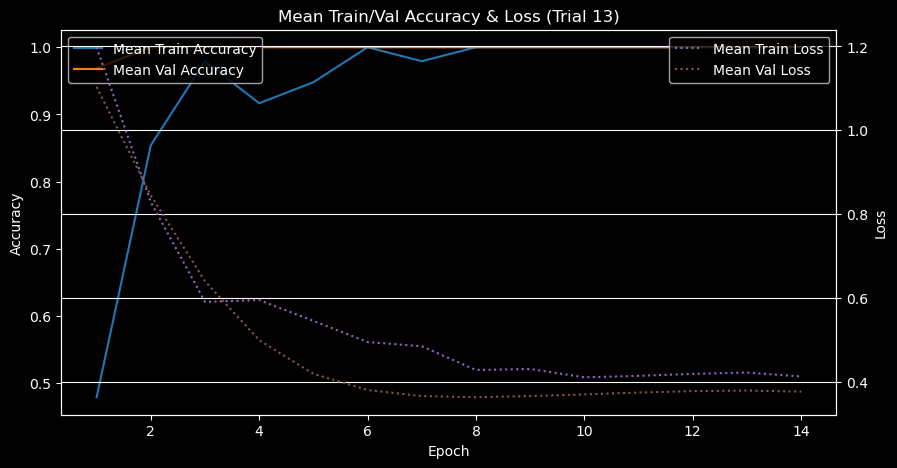 Mean Train/Val Accuracy & Loss (Trial 13)
Mean Train Accuracy
Mean Val Accuracy
Mean Train Loss
Mean Val Loss
1.0
0.9
0.8
0.7
0.6
0.5
Accuracy
1.2
1.0
0.8
0.6
0.4
Loss
2 4 6 8 10 12 14
Epoch